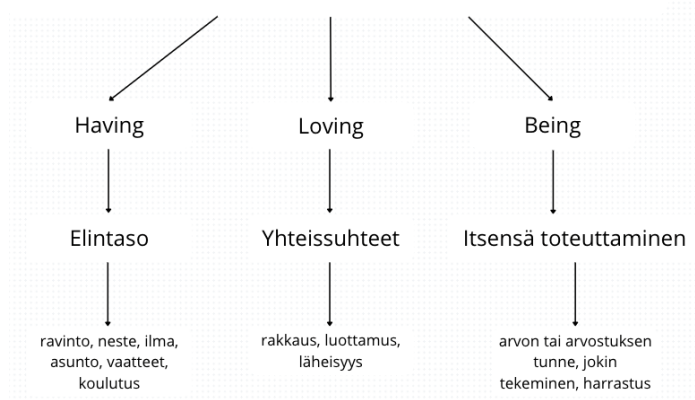 Having
Loving
Being
Elintaso
Yhteissuhteet
Itsensä toteuttaminen
ravinto, neste, ilma,
asunto, vaatteet,
koulutus
rakkaus, luottamus,
läheisyys
arvon tai arvostuksen
tunne, jokin
tekeminen, harrastus